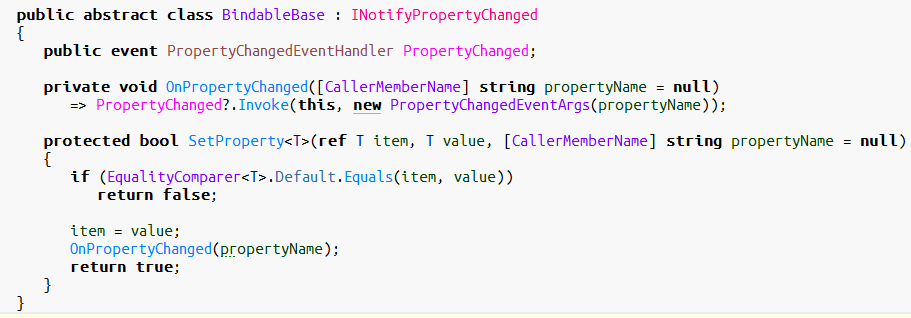 public abstract class BindableBase : INotifyPropertyChanged
{
public event PropertyChangedEventHandler PropertyChanged;
private void OnPropertyChanged([CallerMemberName] string propertyName = null)
=> PropertyChanged?.Invoke(this, new PropertyChangedEventArgs(propertyName));
protected bool SetProperty<T>(ref T item, T value, [CallerMemberName] string propertyName = null)
{
if (EqualityComparer<T>.Default.Equals(item, value))
return false;
item = value;
OnPropertyChanged(propertyName);
return true;
}
}